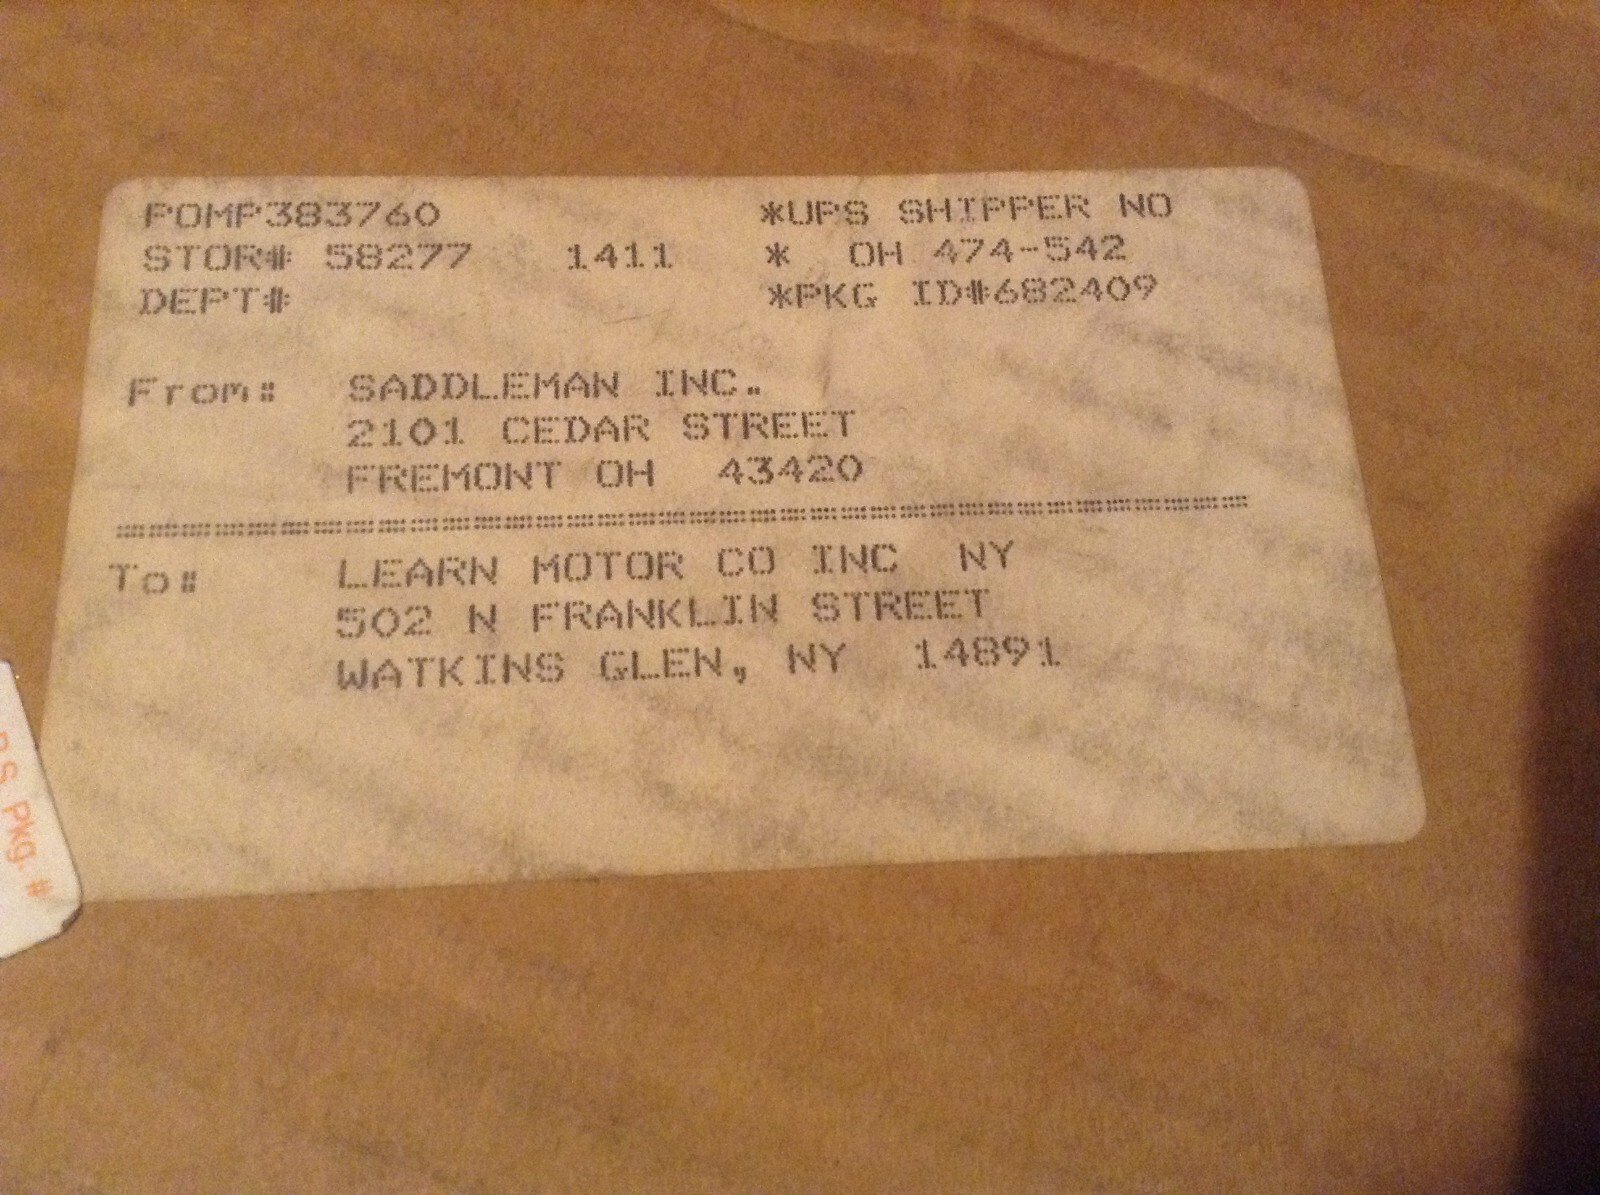 POMP383760 *UPS SHIPPER NO
STOR# 58277 1411 * OH 474-542
DEPT# *PKG ID#682409
From: SADDLEMAN INC.
2101 CEDAR STREET
FREMONT OH 43420
To: LEARN MOTOR CO INC NY
502 N FRANKLIN STREET
WATKINS GLEN, NY 14891
Pkg. #